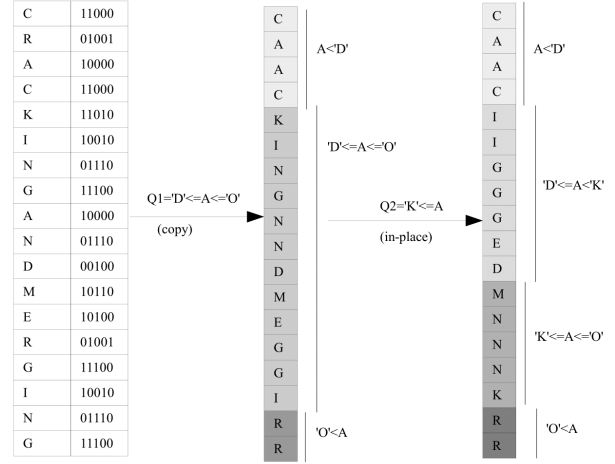 C 11000
R 01001
A 10000
C 11000
K 11010
I 10010
N 01110
G 11100
A 10000
N 01110
D 00100
M 10110
E 10100
R 01001
G 11100
I 10010
N 01110
G 11100
Q1='D'<=A<='O'
(copy)
C
A
A
C
K
I
N
G
N
N
D
M
E
G
G
I
R
R
A<'D'
'D'<=A<='O'
'O'<A
Q2='K'<=A
(in-place)
C
A
A
C
I
I
G
G
G
E
D
M
N
N
N
K
R
R
A<'D'
'D'<=A<'K'
'K'<=A<='O'
'O'<A